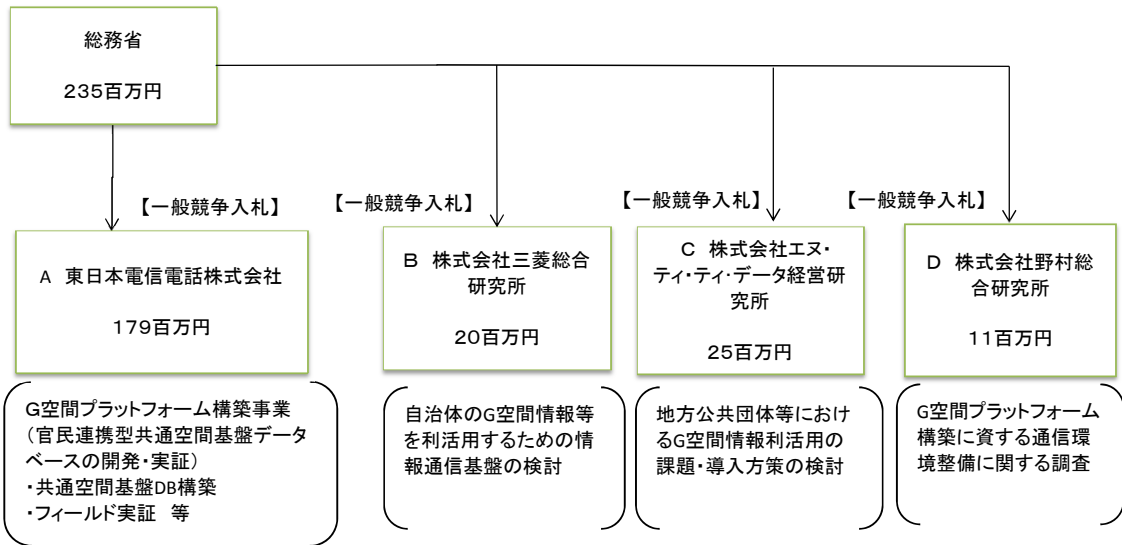 総務省
235百万円
【一般競争入札】
【一般競争入札】
【一般競争入札】
【一般競争入札】
A 東日本電信電話株式会社
179百万円
B 株式会社三菱総合
研究所
20百万円
C 株式会社エヌ・
ティ・ティ・データ経営研
究所
25百万円
D 株式会社野村総
合研究所
11百万円
G空間プラットフォーム構築事業
(官民連携型共通空間基盤データ
ベースの開発・実証)
・共通空間基盤DB構築
・フィールド実証 等
自治体のG空間情報等
を利活用するための情
報通信基盤の検討
地方公共団体等におけ
るG空間情報利活用の
課題・導入方策の検討
G空間プラットフォーム
構築に資する通信環
境整備に関する調査